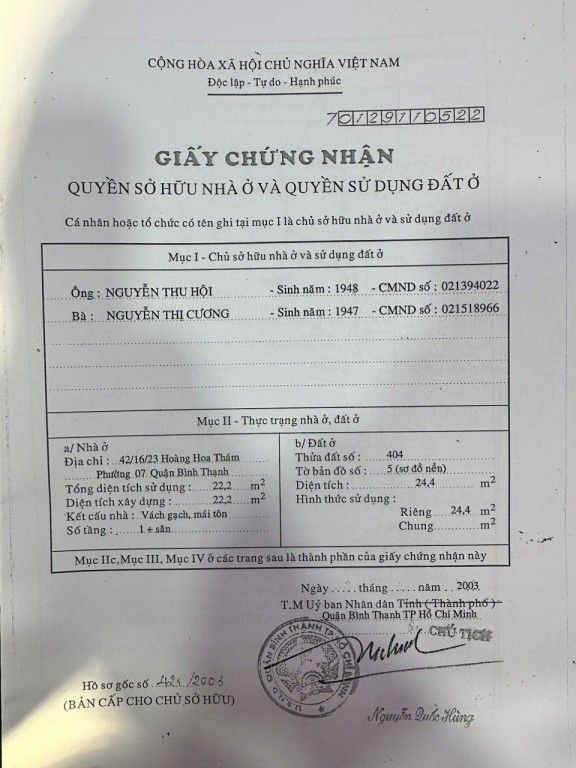 CỘNG HÒA XÃ HỘI CHỦ NGHĨA VIỆT NAM
Độc lập - Tự do - Hạnh phúc
7012911Ø522
GIẤY CHỨNG NHẬN
QUYỀN SỞ HỮU NHÀ Ở VÀ QUYỀN SỬ DỤNG ĐẤT Ở
Cá nhân hoặc tổ chức có tên ghi tại mục I là chủ sở hữu nhà ở và sử dụng đất ở
Mục I - Chủ sở hữu nhà ở và sử dụng đất ở
Ông : NGUYỄN THU HỘI - Sinh năm : 1948 - CMND số : 021394022
Bà : NGUYỄN THỊ CƯƠNG - Sinh năm : 1947 - CMND số : 021518966
Mục II - Thực trạng nhà ở, đất ở
a/ Nhà ở
Địa chỉ : 42/16/23 Hoàng Hoa Thám
Phường 07 Quận Bình Thạnh
Tổng diện tích sử dụng : 22,2 m²
Diện tích xây dựng : 22,2 m²
Kết cấu nhà : Vách gạch, mái tôn
Số tầng : 1 + sân
b/ Đất ở
Thửa đất số : 404
Tờ bản đồ số : 5 (sơ đồ nền)
Diện tích : 24,4 m²
Hình thức sử dụng :
Riêng 24,4 m²
Chung m²
Mục IIc, Mục III, Mục IV ở các trang sau là thành phần của giấy chứng nhận này
Ngày ..... tháng ..... năm 2003
T.M Uỷ ban Nhân dân Tỉnh ( Thành phố )
Quận Bình Thạnh TP Hồ Chí Minh
CHỦ TỊCH
U.B.N.D QUẬN BÌNH THẠNH TP HỒ CHÍ MINH
Hồ sơ gốc số /2003
(BẢN CẤP CHO CHỦ SỞ HỮU)
Nguyễn Quốc Hùng